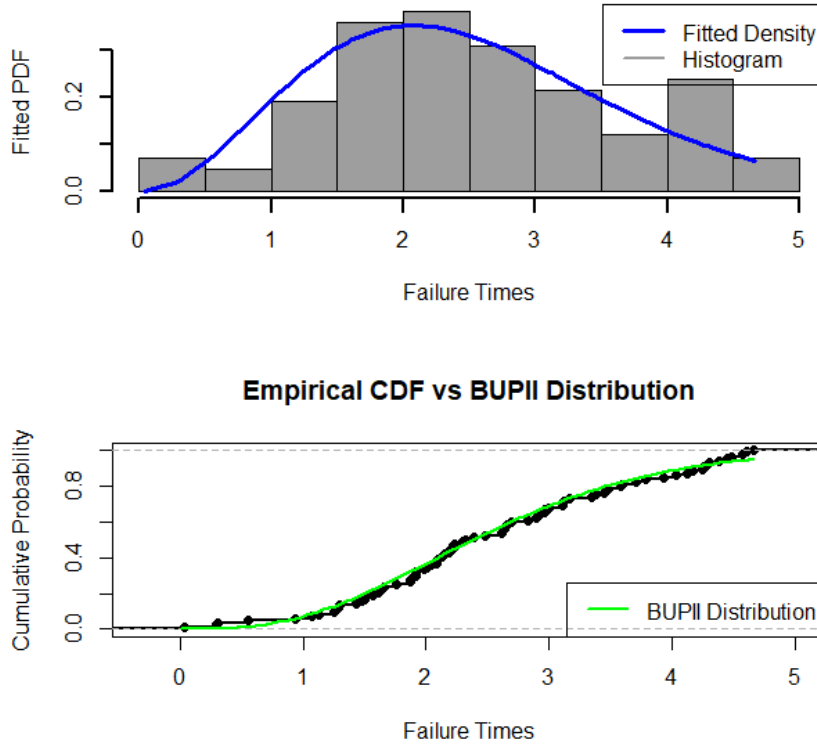 Fitted PDF
0.0
0.2
Fitted Density
Histogram
0 1 2 3 4 5
Failure Times
Empirical CDF vs BUPII Distribution
Cumulative Probability
0.0
0.4
0.8
BUPII Distribution
0 1 2 3 4 5
Failure Times